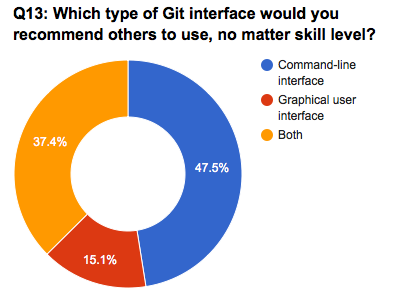 Q13: Which type of Git interface would you
recommend others to use, no matter skill level?
Command-line
interface
Graphical user
interface
Both
37.4%
47.5%
15.1%